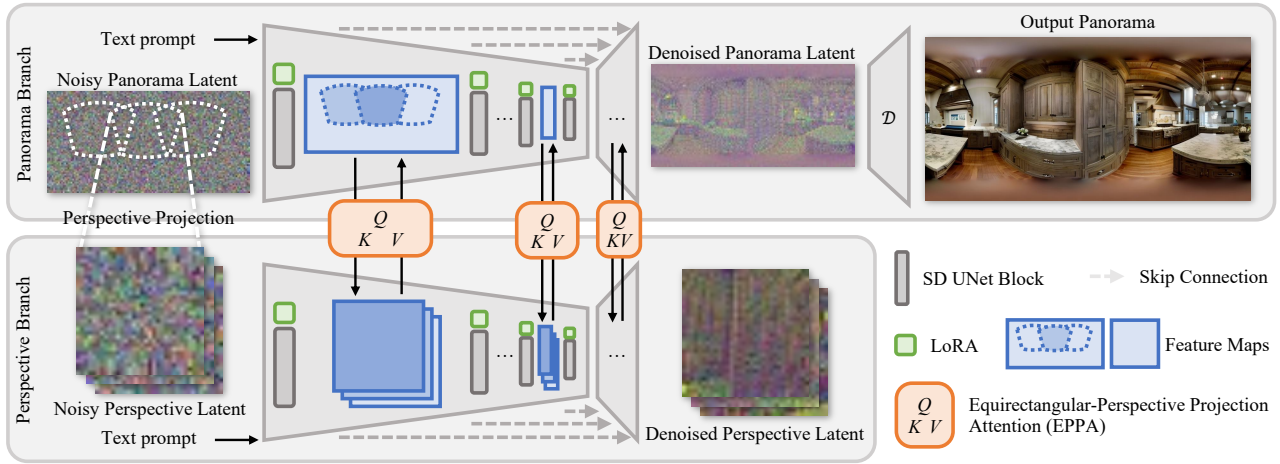 Panorama Branch
Text prompt
Noisy Panorama Latent
Perspective Projection
...
...
Denoised Panorama Latent
𝒟
Output Panorama
Q
K V
Q
K V
Q
KV
Perspective Branch
Noisy Perspective Latent
Text prompt
...
...
Denoised Perspective Latent
SD UNet Block
Skip Connection
LoRA
Feature Maps
Q
K V
Equirectangular-Perspective Projection
Attention (EPPA)